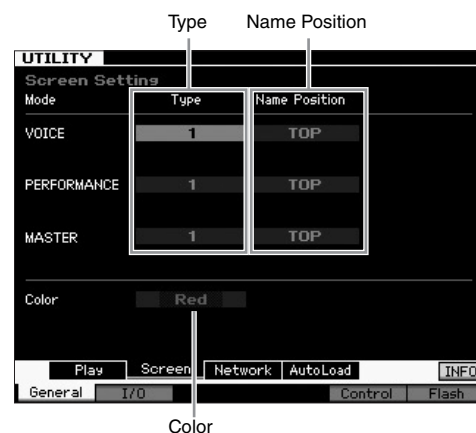 Type Name Position
UTILITY
Screen Setting
Mode Type Name Position
VOICE 1 TOP
PERFORMANCE 1 TOP
MASTER 1 TOP
Color Red
Play Screen Network AutoLoad INFO
General I/O Control Flash
Color